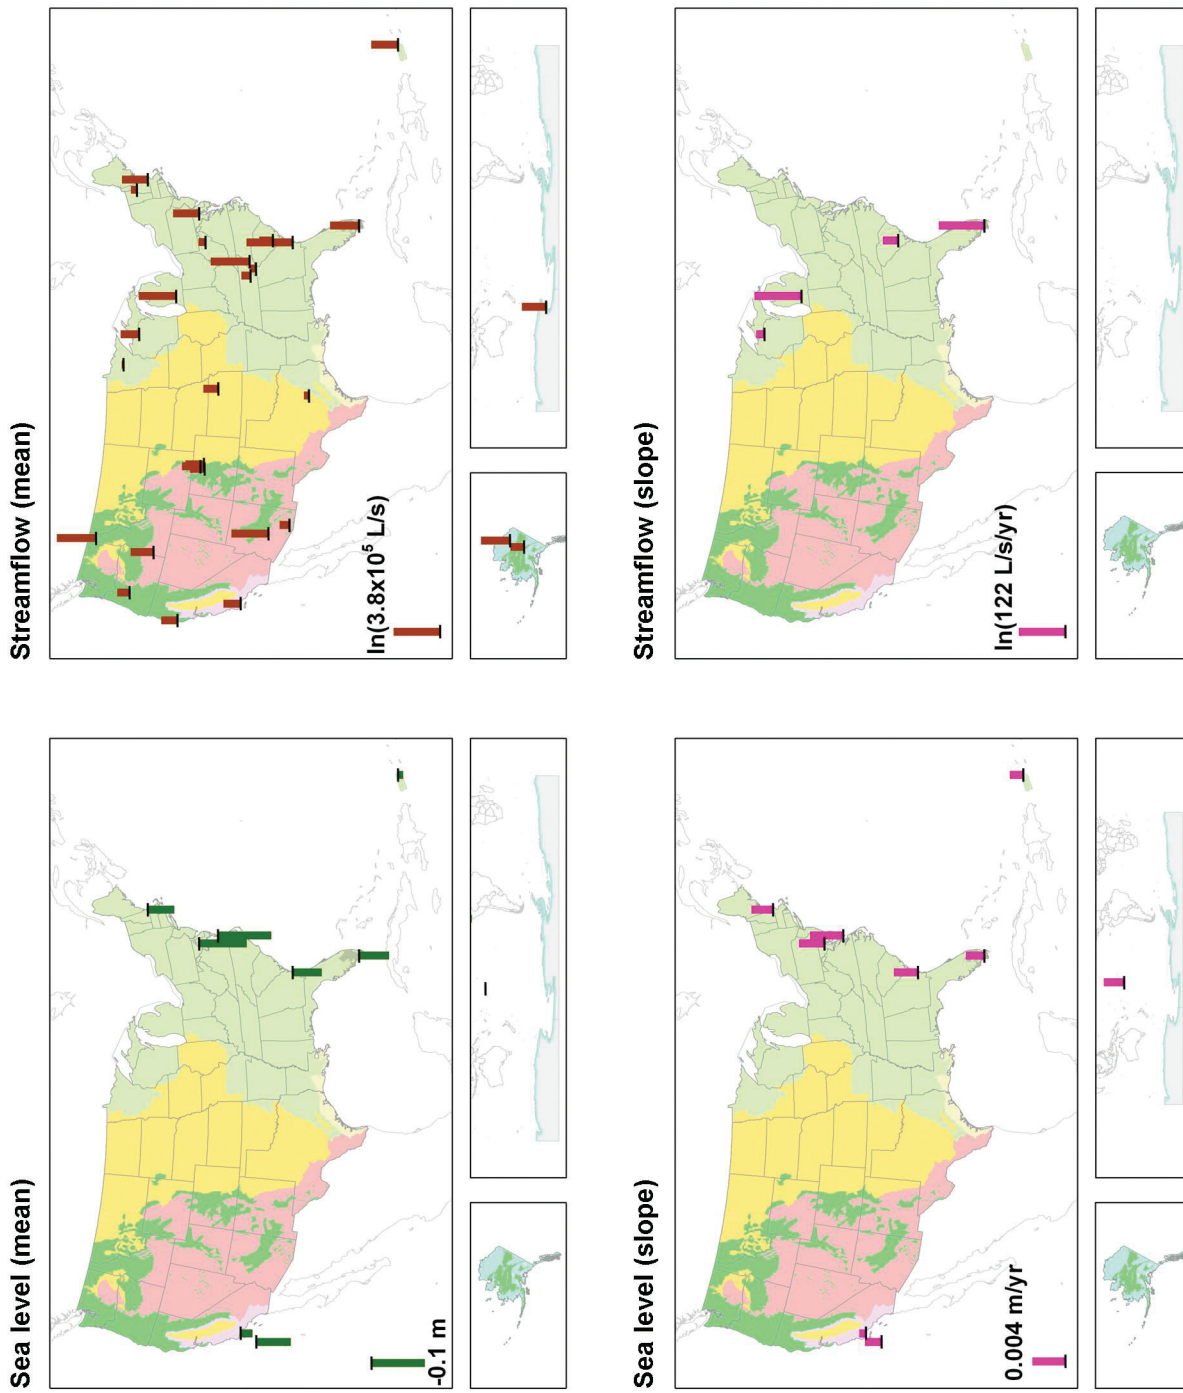 Sea level (mean)
-0.1 m
Streamflow (mean)
ln(3.8x10⁵ L/s)
Sea level (slope)
0.004 m/yr
Streamflow (slope)
ln(122 L/s/yr)